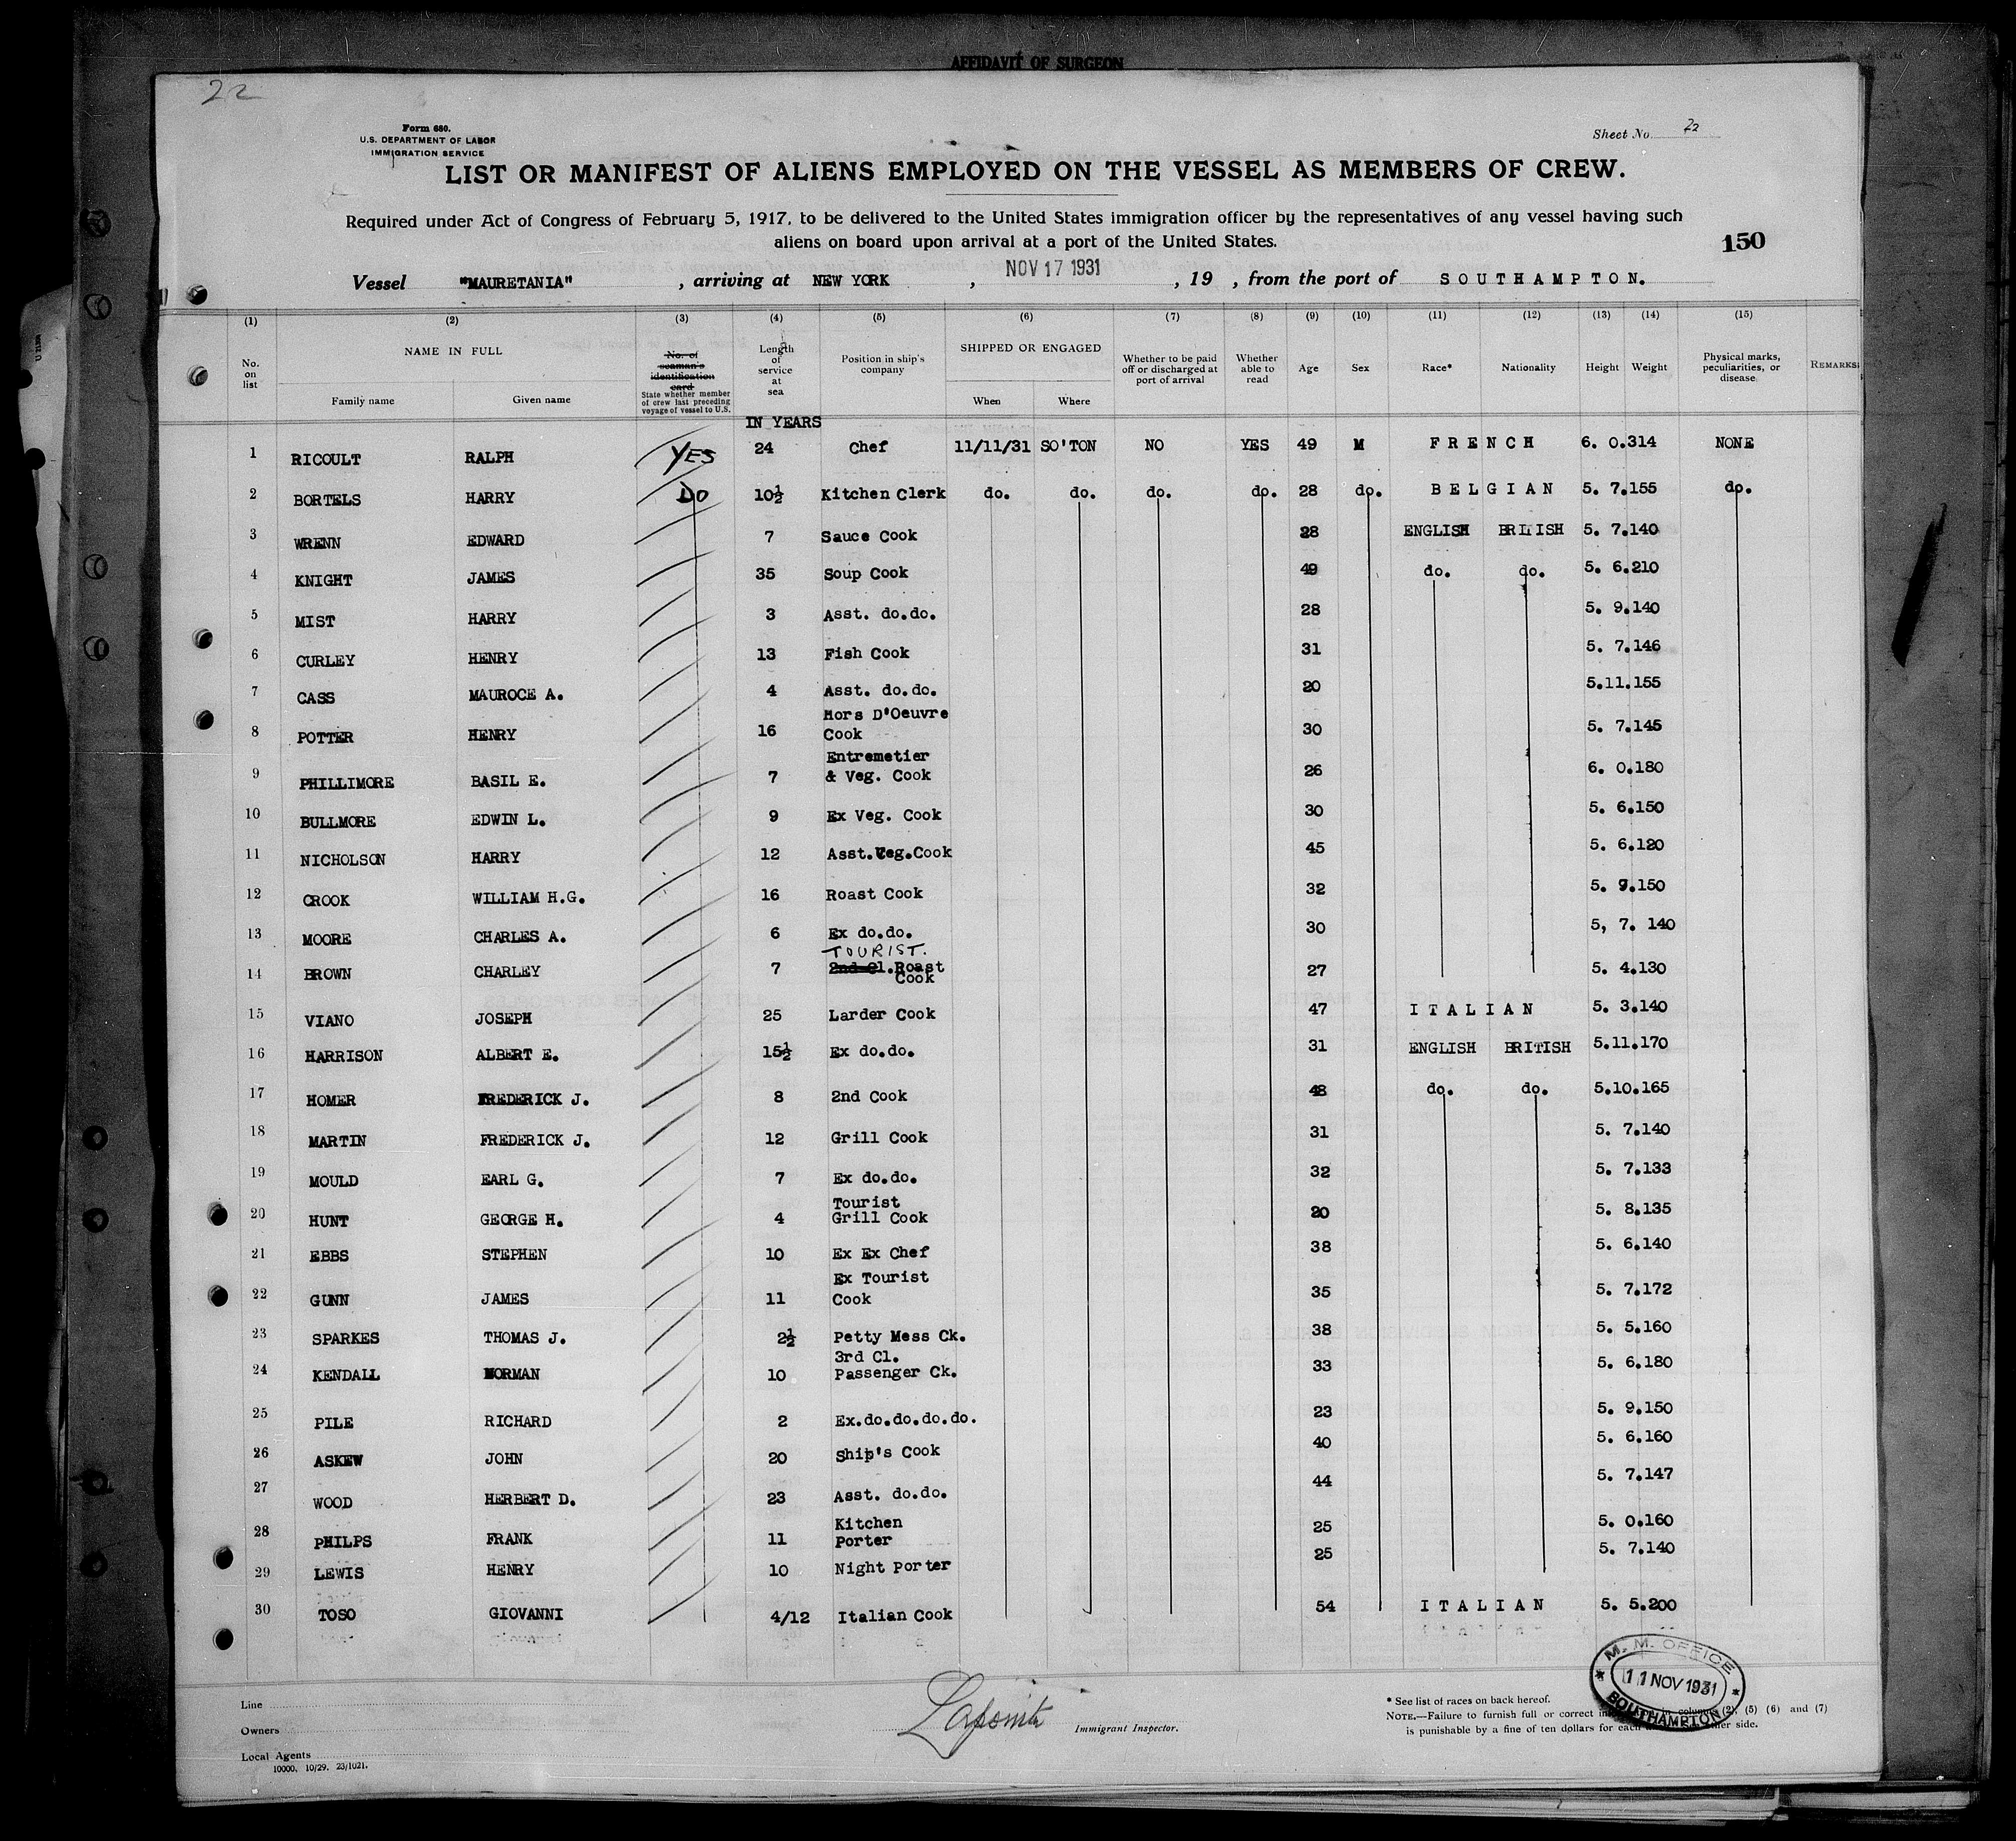 AFFIDAVIT OF SURGEON
22
Form 680.
U.S. DEPARTMENT OF LABOR
IMMIGRATION SERVICE
Sheet No. 22
LIST OR MANIFEST OF ALIENS EMPLOYED ON THE VESSEL AS MEMBERS OF CREW.
Required under Act of Congress of February 5, 1917, to be delivered to the United States immigration officer by the representatives of any vessel having such
aliens on board upon arrival at a port of the United States.
150
Vessel "MAURETANIA", arriving at NEW YORK, NOV 17 1931, 19 , from the port of SOUTHAMPTON.
(1) (2) (3) (4) (5) (6) (7) (8) (9) (10) (11) (12) (13) (14) (15)
No. on list NAME IN FULL Family name Given name No. of seaman's identification card State whether member of crew last preceding voyage of vessel to U.S. Length of service at sea Position in ship's company SHIPPED OR ENGAGED When Where Whether to be paid off or discharged at port of arrival Whether able to read Age Sex Race* Nationality Height Weight Physical marks, peculiarities, or disease REMARKS
IN YEARS
1 RICOULT RALPH YES 24 Chef 11/11/31 SO'TON NO YES 49 M FRENCH 6. 0.314 NONE
2 BORTELS HARRY DO 10½ Kitchen Clerk do. do. do. do. 28 do. BELGIAN 5. 7.155 do.
3 WRENN EDWARD 7 Sauce Cook 28 ENGLISH BRITISH 5. 7.140
4 KNIGHT JAMES 35 Soup Cook 49 do. do. 5. 6.210
5 MIST HARRY 3 Asst. do.do. 28 5. 9.140
6 CURLEY HENRY 13 Fish Cook 31 5. 7.146
7 CASS MAUROCE A. 4 Asst. do.do. 20 5.11.155
8 POTTER HENRY 16 Hors D'Oeuvre Cook 30 5. 7.145
9 PHILLIMORE BASIL E. 7 Entremetier & Veg. Cook 26 6. 0.180
10 BULLMORE EDWIN L. 9 Ex Veg. Cook 30 5. 6.150
11 NICHOLSON HARRY 12 Asst.Veg.Cook 45 5. 6.120
12 CROOK WILLIAM H.G. 16 Roast Cook 32 5. 9.150
13 MOORE CHARLES A. 6 Ex do.do. 30 5, 7. 140
14 BROWN CHARLEY 7 TOURIST. 2nd Cl.Roast Cook 27 5. 4.130
15 VIANO JOSEPH 25 Larder Cook 47 ITALIAN 5. 3.140
16 HARRISON ALBERT E. 15½ Ex do.do. 31 ENGLISH BRITISH 5.11.170
17 HOMER FREDERICK J. 8 2nd Cook 48 do. do. 5.10.165
18 MARTIN FREDERICK J. 12 Grill Cook 31 5. 7.140
19 MOULD EARL G. 7 Ex do.do. 32 5. 7.133
20 HUNT GEORGE H. 4 Tourist Grill Cook 20 5. 8.135
21 EBBS STEPHEN 10 Ex Ex Chef 38 5. 6.140
22 GUNN JAMES 11 Ex Tourist Cook 35 5. 7.172
23 SPARKES THOMAS J. 2½ Petty Mess Ck. 38 5. 5.160
24 KENDALL NORMAN 10 3rd Cl. Passenger Ck. 33 5. 6.180
25 PILE RICHARD 2 Ex.do.do.do.do. 23 5. 9.150
26 ASKEW JOHN 20 Ship's Cook 40 5. 6.160
27 WOOD HERBERT D. 23 Asst. do.do. 44 5. 7.147
28 PHILPS FRANK 11 Kitchen Porter 25 5. 0.160
29 LEWIS HENRY 10 Night Porter 25 5. 7.140
30 TOSO GIOVANNI 4/12 Italian Cook 54 ITALIAN 5. 5.200
M. M. OFFICE
11 NOV 1931
SOUTHAMPTON
Line
Owners
Local Agents
10000. 10/29. 23/1021.
Immigrant Inspector.
* See list of races on back hereof.
NOTE.—Failure to furnish full or correct columns (2), (5) (6) and (7)
is punishable by a fine of ten dollars for each side.